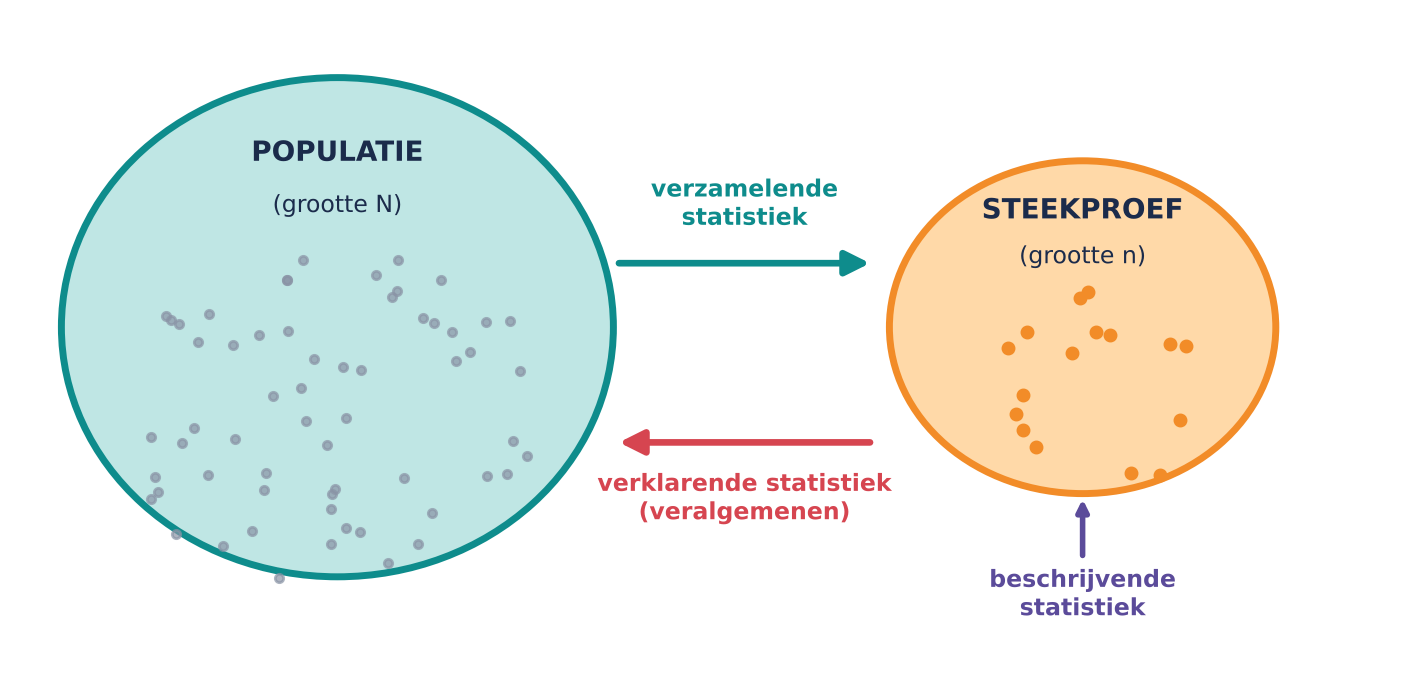 POPULATIE
(grootte N)
verzamelende
statistiek
STEEKPROEF
(grootte n)
verklarende statistiek
(veralgemenen)
beschrijvende
statistiek